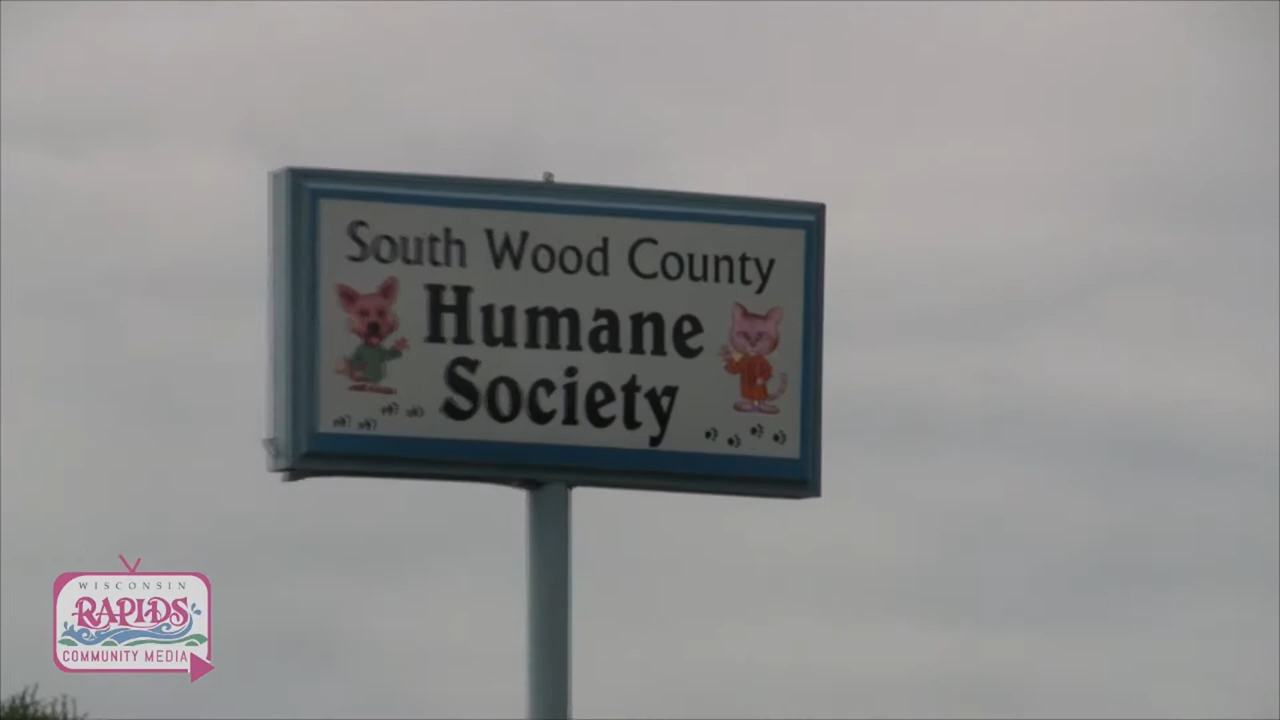 South Wood County
Humane
Society
WISCONSIN
RAPIDS
COMMUNITY MEDIA